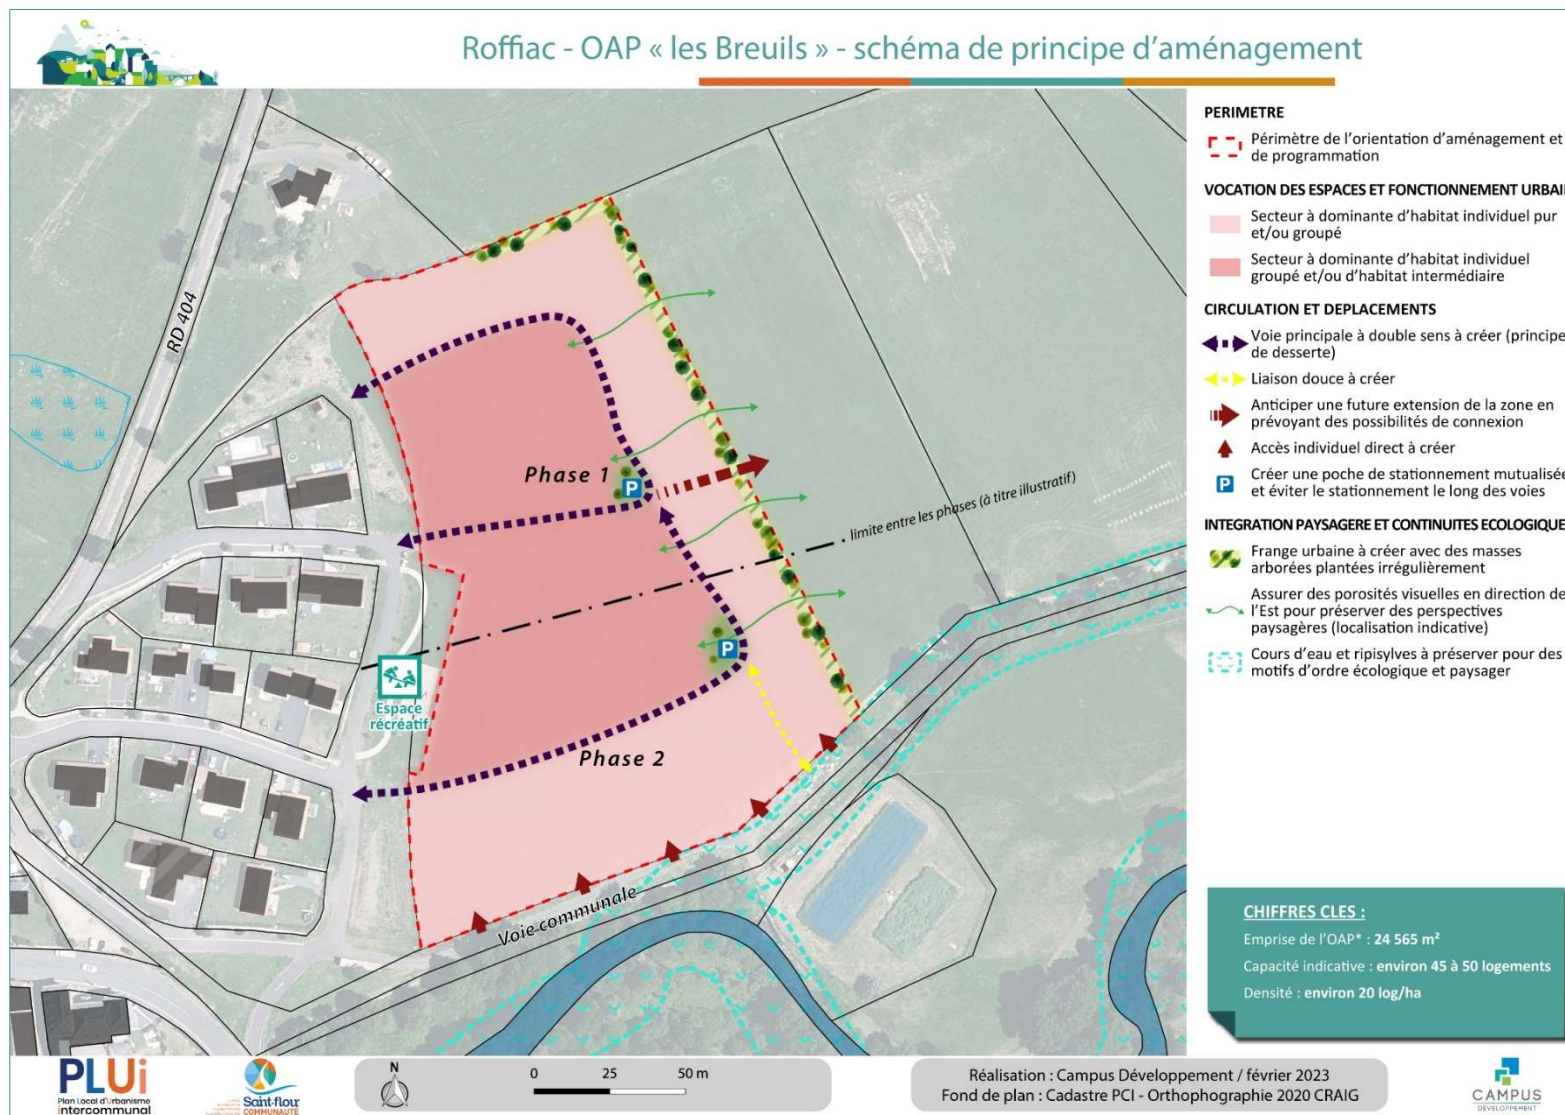 Roffiac - OAP « les Breuils » - schéma de principe d'aménagement
PERIMETRE
Périmètre de l'orientation d'aménagement et
de programmation
VOCATION DES ESPACES ET FONCTIONNEMENT URBAI
Secteur à dominante d'habitat individuel pur
et/ou groupé
Secteur à dominante d'habitat individuel
groupé et/ou d'habitat intermédiaire
CIRCULATION ET DEPLACEMENTS
Voie principale à double sens à créer (principe
de desserte)
Liaison douce à créer
Anticiper une future extension de la zone en
prévoyant des possibilités de connexion
Accès individuel direct à créer
P
Créer une poche de stationnement mutualisée
et éviter le stationnement le long des voies
INTEGRATION PAYSAGERE ET CONTINUITES ECOLOGIQUE
Frange urbaine à créer avec des masses
arborées plantées irrégulièrement
Assurer des porosités visuelles en direction de
l'Est pour préserver des perspectives
paysagères (localisation indicative)
Cours d'eau et ripisylves à préserver pour des
motifs d'ordre écologique et paysager
RD 404
Phase 1
P
limite entre les phases (à titre illustratif)
P
Espace
récréatif
Phase 2
Voie communale
CHIFFRES CLES :
Emprise de l'OAP* : 24 565 m²
Capacité indicative : environ 45 à 50 logements
Densité : environ 20 log/ha
PLUi
Plan Local d'Urbanisme
intercommunal
Saint-flour
COMMUNAUTÉ
N
0 25 50 m
Réalisation : Campus Développement / février 2023
Fond de plan : Cadastre PCI - Orthophographie 2020 CRAIG
CAMPUS
DÉVELOPPEMENT